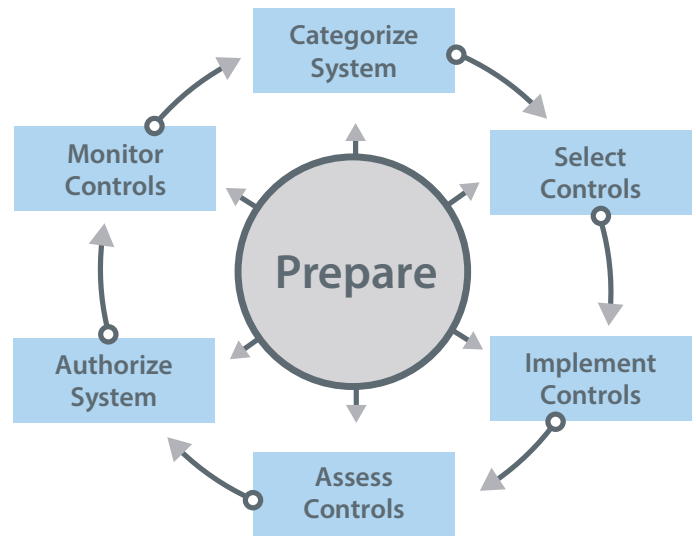 Categorize
System
Select
Controls
Implement
Controls
Assess
Controls
Authorize
System
Monitor
Controls
Prepare